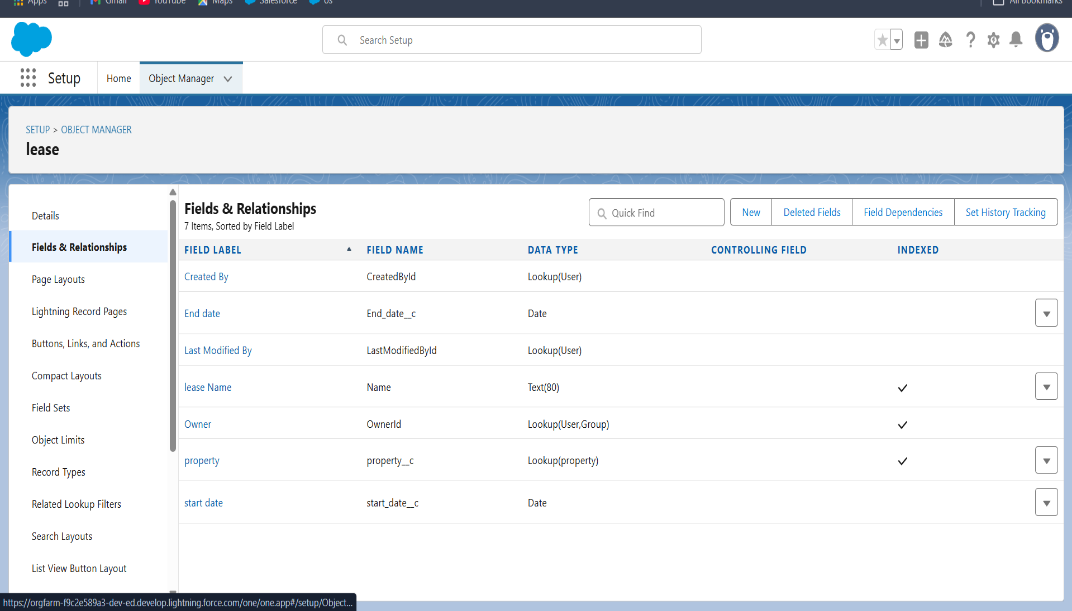 Apps Gmail YouTube Maps Salesforce Us All Bookmarks
Search Setup
Setup Home Object Manager
SETUP > OBJECT MANAGER
lease
Details
Fields & Relationships
Page Layouts
Lightning Record Pages
Buttons, Links, and Actions
Compact Layouts
Field Sets
Object Limits
Record Types
Related Lookup Filters
Search Layouts
List View Button Layout
Fields & Relationships
7 Items, Sorted by Field Label
Quick Find New Deleted Fields Field Dependencies Set History Tracking
FIELD LABEL FIELD NAME DATA TYPE CONTROLLING FIELD INDEXED
Created By CreatedById Lookup(User)
End date End_date__c Date
Last Modified By LastModifiedById Lookup(User)
lease Name Name Text(80)
Owner OwnerId Lookup(User,Group)
property property__c Lookup(property)
start date start_date__c Date
https://orgfarm-f9c2e589a3-dev-ed.develop.lightning.force.com/one/one.app#/setup/Object...